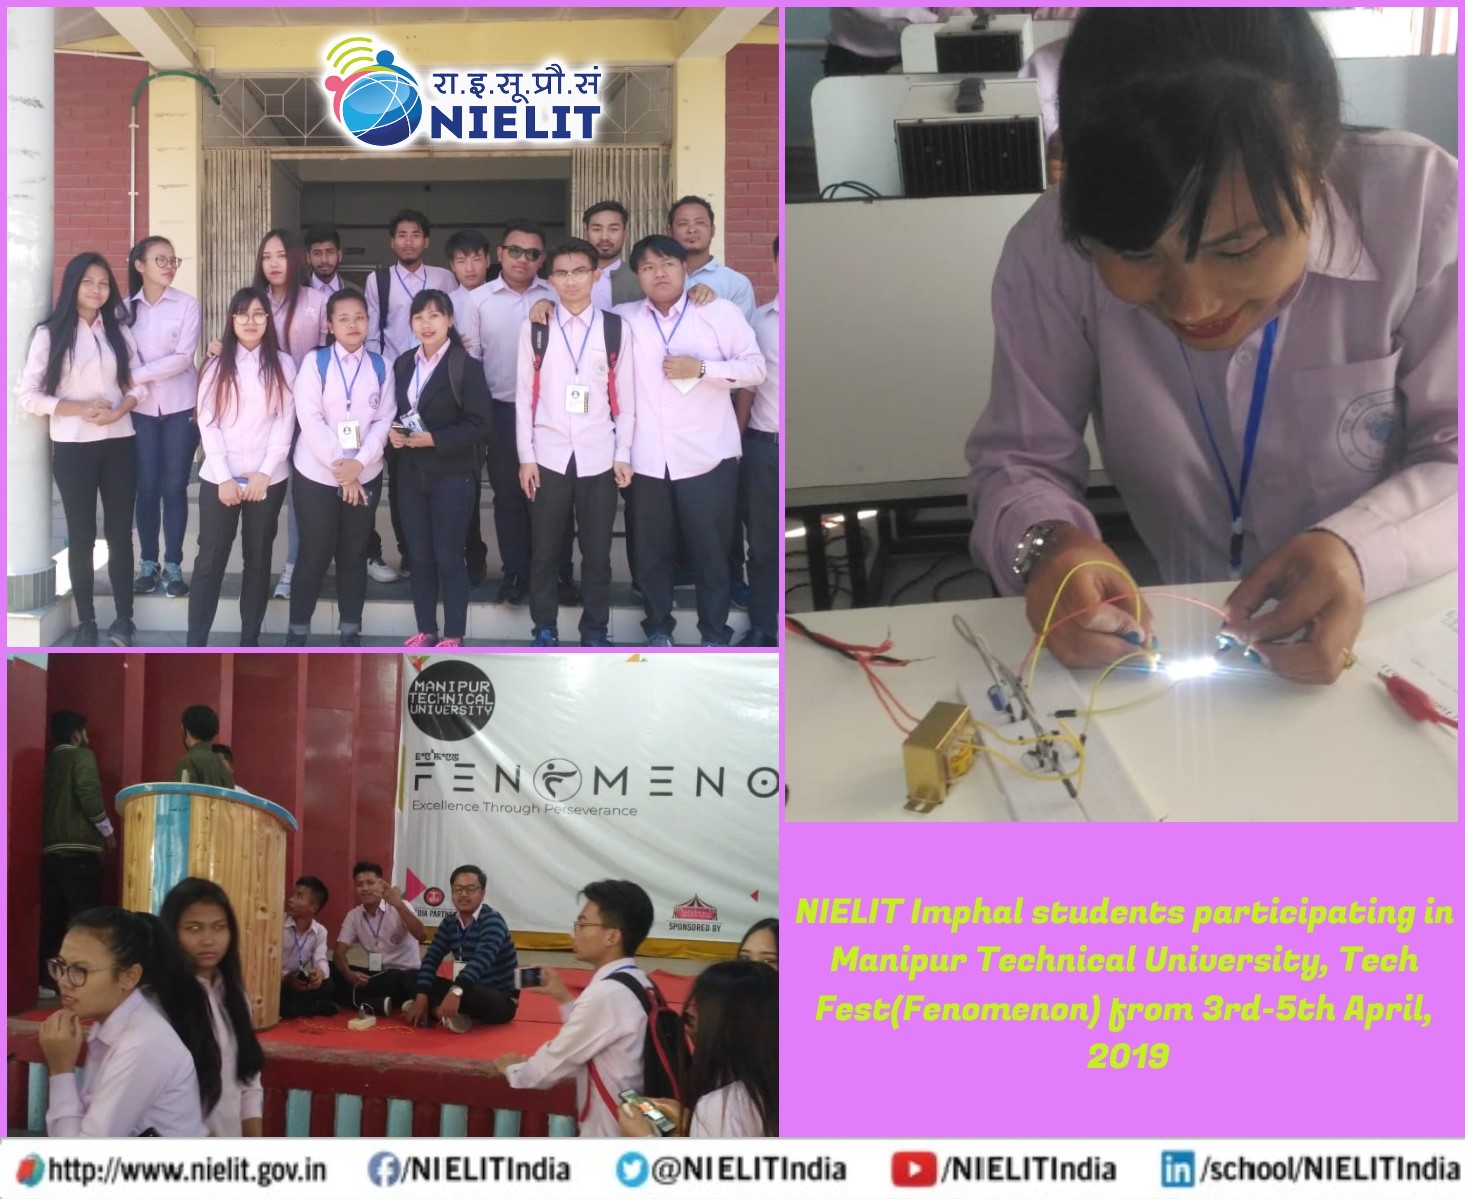 रा.इ.सू.प्रौ.सं
NIELIT
MANIPUR
TECHNICAL
UNIVERSITY
FENOMENO
Excellence Through Perseverance
SPONSORED BY
NIELIT Imphal students participating in
Manipur Technical University, Tech
Fest(Fenomenon) from 3rd-5th April,
2019
http://www.nielit.gov.in /NIELITIndia @NIELITIndia /NIELITIndia /school/NIELITIndia